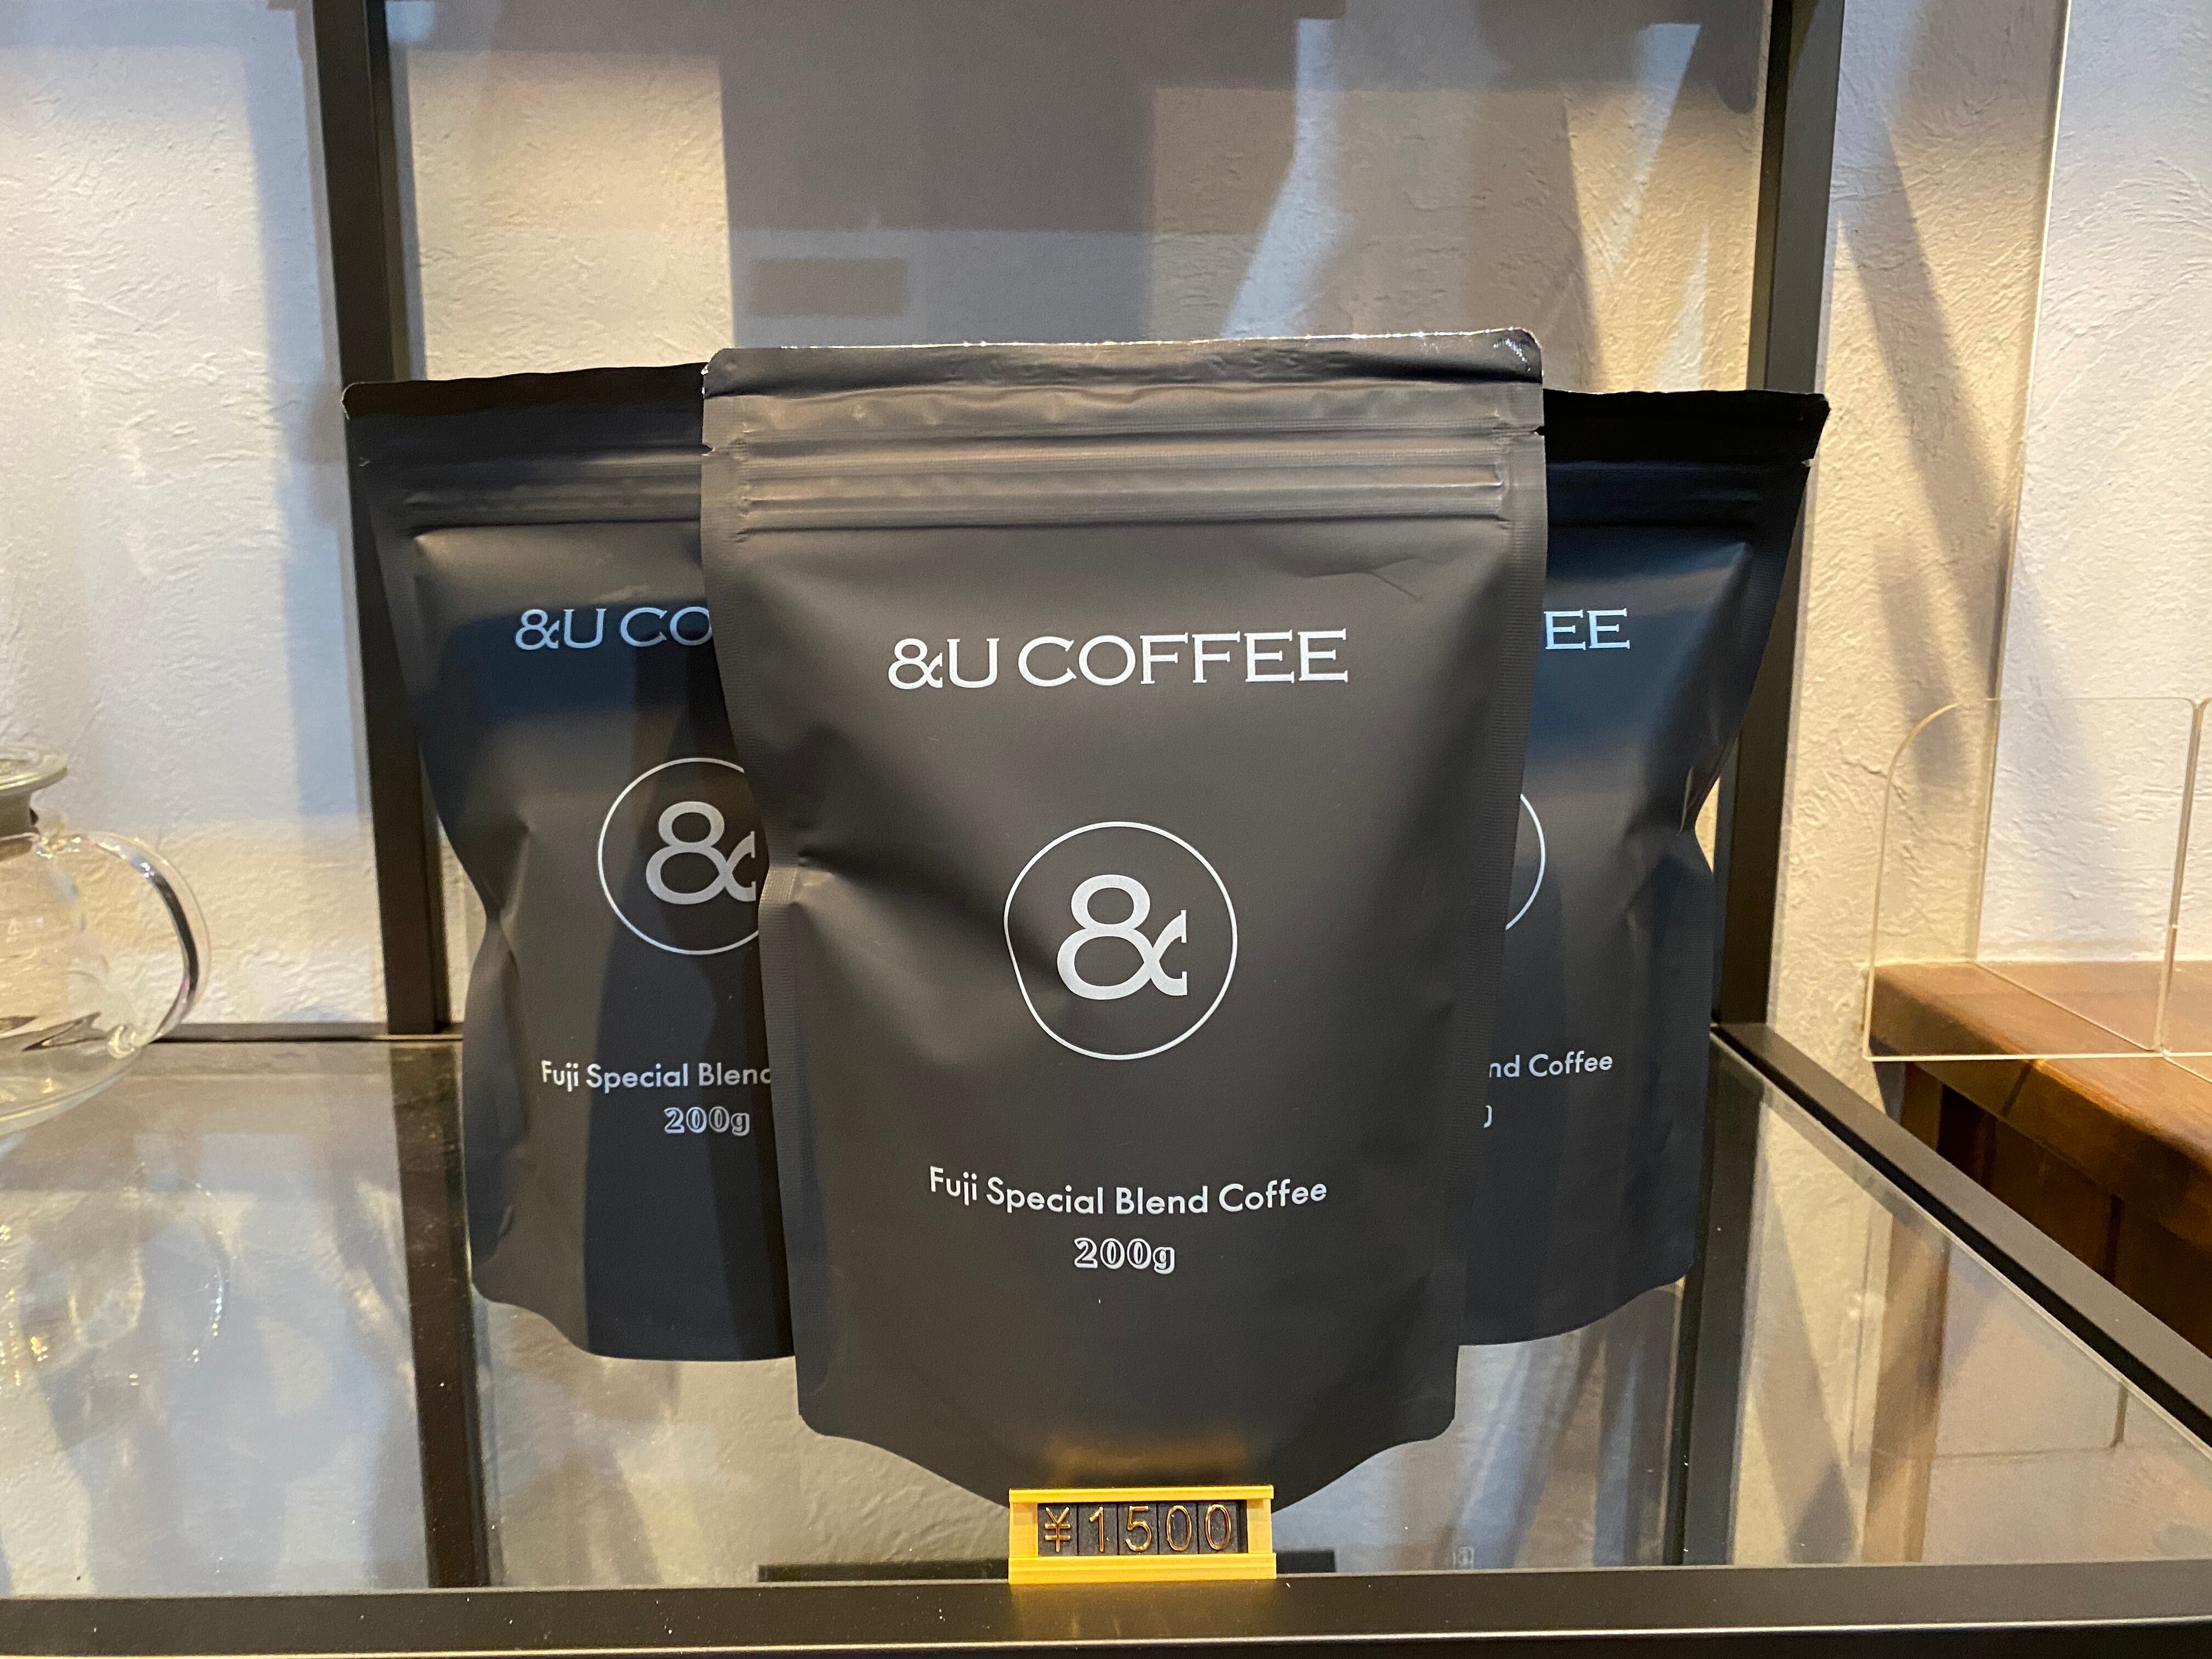 &U COFFEE
&
Fuji Special Blend Coffee
200g
&U CO
&
Fuji Special Blend
200g
EE
nd Coffee
g
¥1500